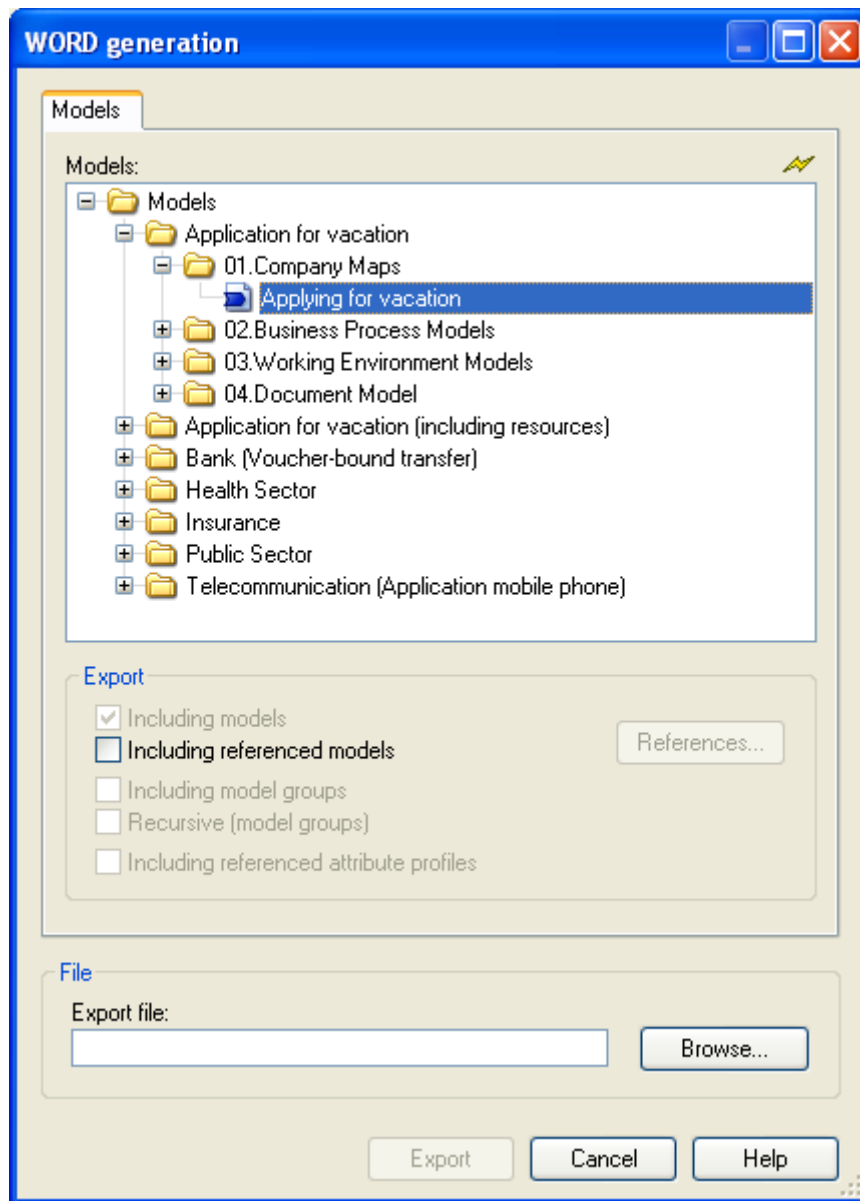 WORD generation
Models
Models:
Models
Application for vacation
01.Company Maps
Applying for vacation
02.Business Process Models
03.Working Environment Models
04.Document Model
Application for vacation (including resources)
Bank (Voucher-bound transfer)
Health Sector
Insurance
Public Sector
Telecommunication (Application mobile phone)
Export
Including models
Including referenced models
References...
Including model groups
Recursive (model groups)
Including referenced attribute profiles
File
Export file:
Browse...
Export Cancel Help